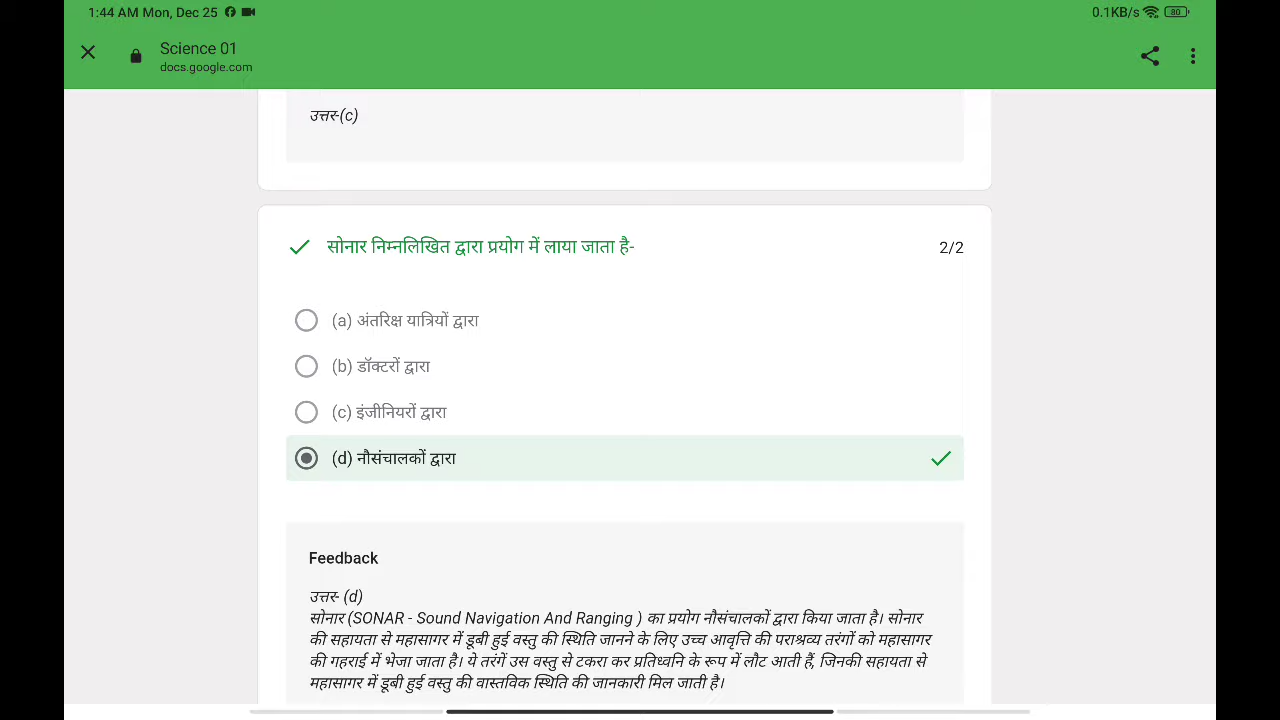 1:44 AM Mon, Dec 25
0.1KB/s 80
Science 01
docs.google.com
उत्तर-(c)
सोनार निम्नलिखित द्वारा प्रयोग में लाया जाता है-
2/2
(a) अंतरिक्ष यात्रियों द्वारा
(b) डॉक्टरों द्वारा
(c) इंजीनियरों द्वारा
(d) नौसंचालकों द्वारा
Feedback
उत्तर- (d)
सोनार (SONAR - Sound Navigation And Ranging ) का प्रयोग नौसंचालकों द्वारा किया जाता है। सोनार
की सहायता से महासागर में डूबी हुई वस्तु की स्थिति जानने के लिए उच्च आवृत्ति की पराश्रव्य तरंगों को महासागर
की गहराई में भेजा जाता है। ये तरंगें उस वस्तु से टकरा कर प्रतिध्वनि के रूप में लौट आती हैं, जिनकी सहायता से
महासागर में डूबी हुई वस्तु की वास्तविक स्थिति की जानकारी मिल जाती है।